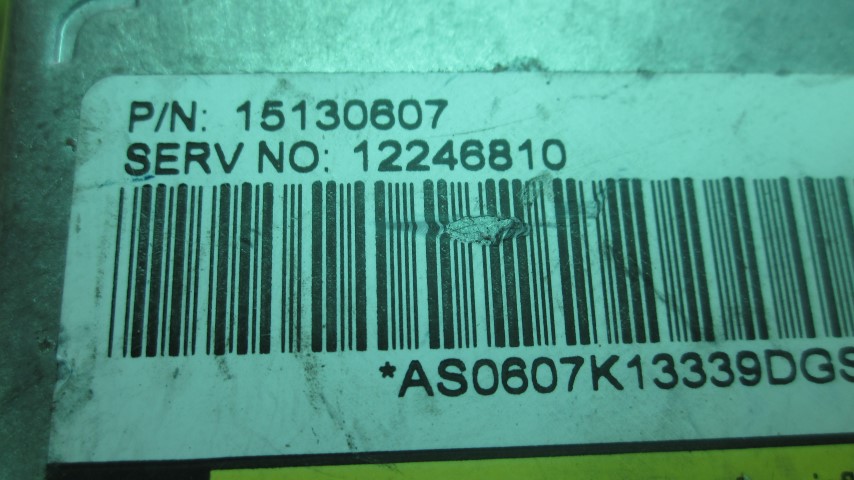 P/N: 15130607
SERV NO: 12246810
*AS0607K13339DGS